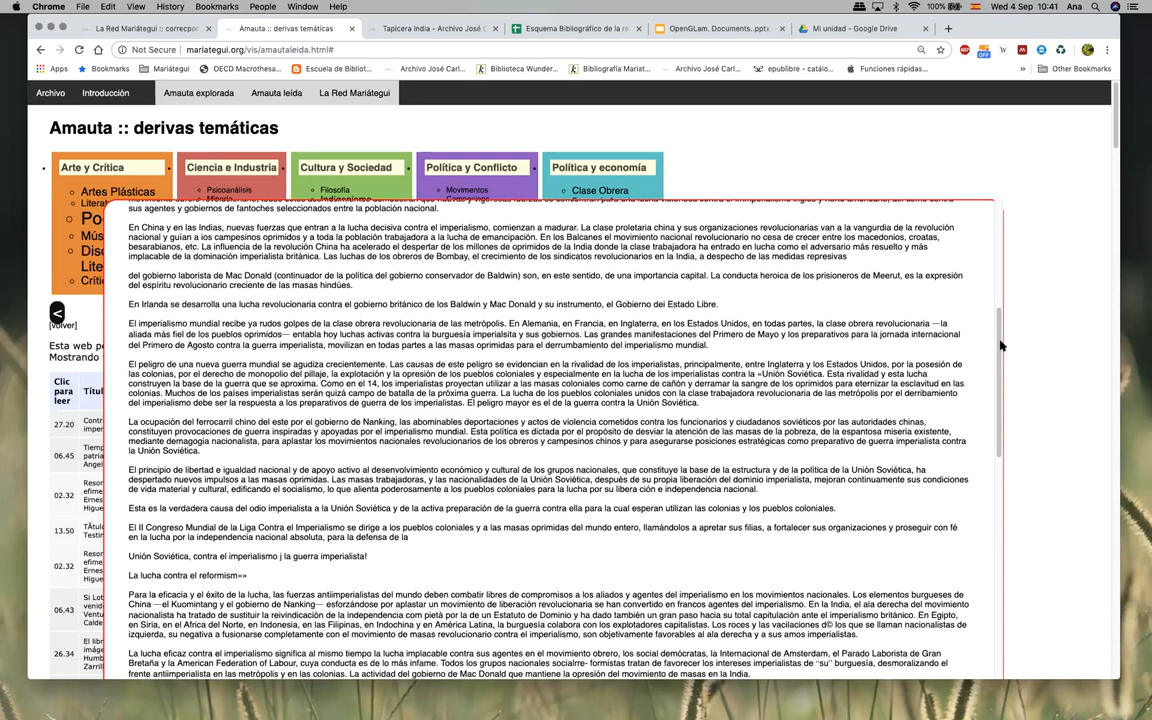 Chrome File Edit View History Bookmarks People Window Help 100% Wed 4 Sep 10:41 Ana
La Red Mariátegui :: correspor
Amauta :: derivas temáticas
Tapicera India - Archivo José C
Esquema Bibliográfico de la re
OpenGLam. Documents..pptx
Mi unidad - Google Drive
Not Secure mariategui.org/vis/amautaleida.html#
Apps Bookmarks Mariátegui OECD Macrothesa... Escuela de Bibliot... Archivo José Carl... Biblioteca Wunder... Bibliografía Mariat... Archivo José Carl... epublibre - catálo... Funciones rápidas... » Other Bookmarks
Archivo Introducción Amauta explorada Amauta leída La Red Mariátegui
Amauta :: derivas temáticas
Arte y Crítica Ciencia e Industria Cultura y Sociedad Política y Conflicto Política y economía
Artes Plásticas Psicoanálisis Filosofía Movimentos Clase Obrera
sus agentes y gobiernos de fantoches seleccionados entre la población nacional.
En China y en las Indias, nuevas fuerzas que entran a la lucha decisiva contra el imperialismo, comienzan a madurar. La clase proletaria china y sus organizaciones revolucionarias van a la vanguardia de la revolución
nacional y guían a los campesinos oprimidos y a toda la población trabajadora a la lucha de emancipación. En los Balcanes el movimiento nacional revolucionario no cesa de crecer entre los macedonios, croatas,
besarabianos, etc. La influencia de la revolución China ha acelerado el despertar de los millones de oprimidos de la India donde la clase trabajadora ha entrado en lucha como el adversario más resuelto y más
implacable de la dominación imperialista británica. Las luchas de los obreros de Bombay, el crecimiento de los sindicatos revolucionarios en la India, a despecho de las medidas represivas
del gobierno laborista de Mac Donald (continuador de la política del gobierno conservador de Baldwin) son, en este sentido, de una importancia capital. La conducta heroica de los prisioneros de Meerut, es la expresión
del espíritu revolucionario creciente de las masas hindúes.
En Irlanda se desarrolla una lucha revolucionaria contra el gobierno británico de los Baldwin y Mac Donald y su instrumento, el Gobierno dei Estado Libre.
El imperialismo mundial recibe ya rudos golpes de la clase obrera revolucionaria de las metrópolis. En Alemania, en Francia, en Inglaterra, en los Estados Unidos, en todas partes, la clase obrera revolucionaria —la
aliada más fiel de los pueblos oprimidos— entabla hoy luchas activas contra la burguesía imperialsita y sus gobiernos. Las grandes manifestaciones del Primero de Mayo y los preparativos para la jornada internacional
del Primero de Agosto contra la guerra imperialista, movilizan en todas partes a las masas oprimidas para el derrumbamiento del imperialismo mundial.
El peligro de una nueva guerra mundial se agudiza crecientemente. Las causas de este peligro se evidencian en la rivalidad de los imperialistas, principalmente, entre Inglaterra y los Estados Unidos, por la posesión de
las colonias, por el derecho de monopolio del pillaje, la explotación y la opresión de los pueblos coloniales y especialmente en la lucha de los imperialistas contra la «Unión Soviética. Esta rivalidad y esta lucha
construyen la base de la guerra que se aproxima. Como en el 14, los imperialistas proyectan utilizar a las masas coloniales como carne de cañón y derramar la sangre de los oprimidos para eternizar la esclavitud en las
colonias. Muchos de los países imperialistas serán quizá campo de batalla de la próxima guerra. La lucha de los pueblos coloniales unidos con la clase trabajadora revolucionaria de las metrópolis por el derribamiento
del imperialismo debe ser la respuesta a los preparativos de guerra de los imperialistas. El peligro mayor es el de la guerra contra la Unión Soviética.
La ocupación del ferrocarril chino del este por el gobierno de Nanking, las abominables deportaciones y actos de violencia cometidos contra los funcionarios y ciudadanos soviéticos por las autoridades chinas,
constituyen provocaciones de guerra inspiradas y apoyadas por el imperialismo mundial. Esta política es dictada por el propósito de desviar la atención de las masas de la pobreza, de la espantosa miseria existente,
mediante demagogia nacionalista, para aplastar los movimientos nacionales revolucionarios de los obreros y campesinos chinos y para asegurarse posiciones estratégicas como preparativo de guerra imperialista contra
la Unión Soviética.
El principio de libertad e igualdad nacional y de apoyo activo al desenvolvimiento económico y cultural de los grupos nacionales, que constituye la base de la estructura y de la política de la Unión Soviética, ha
despertado nuevos impulsos a las masas oprimidas. Las masas trabajadoras, y las nacionalidades de la Unión Soviética, después de su propia liberación del dominio imperialista, mejoran continuamente sus condiciones
de vida material y cultural, edificando el socialismo, lo que alienta poderosamente a los pueblos coloniales para la lucha por su libera ción e independencia nacional.
Esta es la verdadera causa del odio imperialista a la Unión Soviética y de la activa preparación de la guerra contra ella para la cual esperan utilizan las colonias y los pueblos coloniales.
El II Congreso Mundial de la Liga Contra el Imperialismo se dirige a los pueblos coloniales y a las masas oprimidas del mundo entero, llamándolos a apretar sus filias, a fortalecer sus organizaciones y proseguir con fé
en la lucha por la independencia nacional absoluta, para la defensa de la
Unión Soviética, contra el imperialismo j la guerra imperialista!
La lucha contra el reformism«»
Para la eficacia y el éxito de la lucha, las fuerzas antiimperialistas del mundo deben combatir libres de compromisos a los aliados y agentes del imperialismo en los movimientos nacionales. Los elementos burgueses de
China —el Kuomintang y el gobierno de Nanking— esforzándose por aplastar un movimiento de liberación revolucionaria se han convertido en francos agentes del imperialismo. En la India, el ala derecha del movimiento
nacionalista ha tratado de sustituir la reivindicación de la independencia com pletà por la de un Estatuto de Dominio y ha dado también un gran paso hacia su total capitulación ante el imperialismo británico. En Egipto,
en Siria, en el Africa del Norte, en Indonesia, en las Filipinas, en Indochina y en América Latina, la burguesía colabora con los explotadores capitalistas. Los roces y las vacilaciones d© los que se llaman nacionalistas de
izquierda, su negativa a fusionarse completamente con el movimiento de masas revolucionario contra el imperialismo, son objetivamente favorables al ala derecha y a sus amos imperialistas.
La lucha eficaz contra el imperialismo significa al mismo tiempo la lucha implacable contra sus agentes en el movimiento obrero, los social demócratas, la Internacional de Amsterdam, el Parado Laborista de Gran
Bretaña y la American Federation of Labour, cuya conducta es de lo más infame. Todos los grupos nacionales socialrre- formistas tratan de favorecer los intereses imperialistas de "su" burguesía, desmoralizando el
frente antiimperialista en las metrópolis y en las colonias. La actividad del gobierno de Mac Donald que mantiene la opresión del movimiento de masas en la India.
<
[volver]
Esta web pe
Mostrando
Clic para leer Títul
27.20 Contr imper
06.45 Tiemp patria Angel
02.32 Resor efime Ernes Higue
13.50 TÃtulo Testin
02.32 Resor efime Ernes Higue
06.43 Si Lot venid Ventu Calde
26.34 El libr imáge Humb Zarril